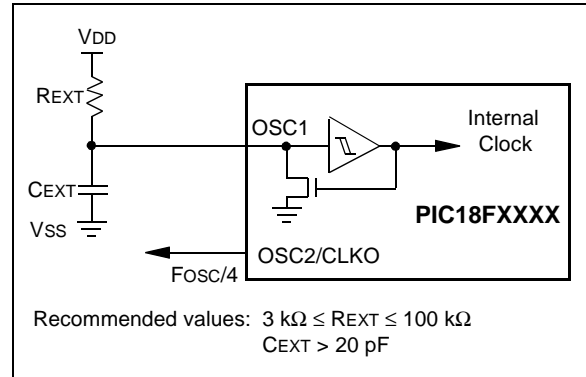 VDD
REXT
OSC1
Internal
Clock
CEXT
PIC18FXXXX
VSS
OSC2/CLKO
FOSC/4
Recommended values: 3 kΩ ≤ REXT ≤ 100 kΩ
CEXT > 20 pF